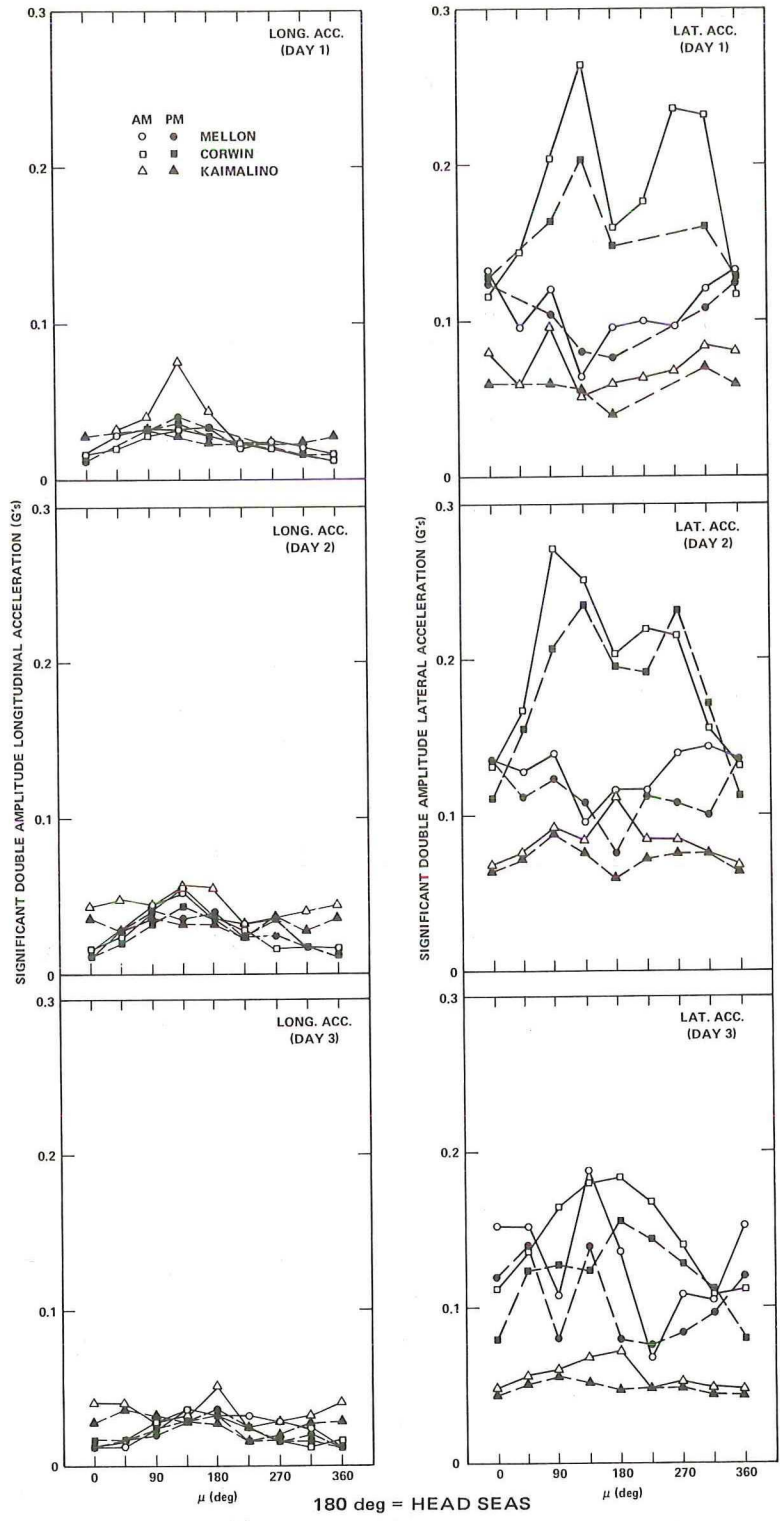 SIGNIFICANT DOUBLE AMPLITUDE LONGITUDINAL ACCELERATION (G's)
0.3
LONG. ACC.
(DAY 1)
AM PM
MELLON
CORWIN
KAIMALINO
0.2
0.1
0
0.3
LONG. ACC.
(DAY 2)
0.2
0.1
0
0.3
LONG. ACC.
(DAY 3)
0.2
0.1
0
0 90 180 270 360
μ (deg)
SIGNIFICANT DOUBLE AMPLITUDE LATERAL ACCELERATION (G's)
0.3
LAT. ACC.
(DAY 1)
0.2
0.1
0
0.3
LAT. ACC.
(DAY 2)
0.2
0.1
0
0.3
LAT. ACC.
(DAY 3)
0.2
0.1
0
0 90 180 270 360
μ (deg)
180 deg = HEAD SEAS